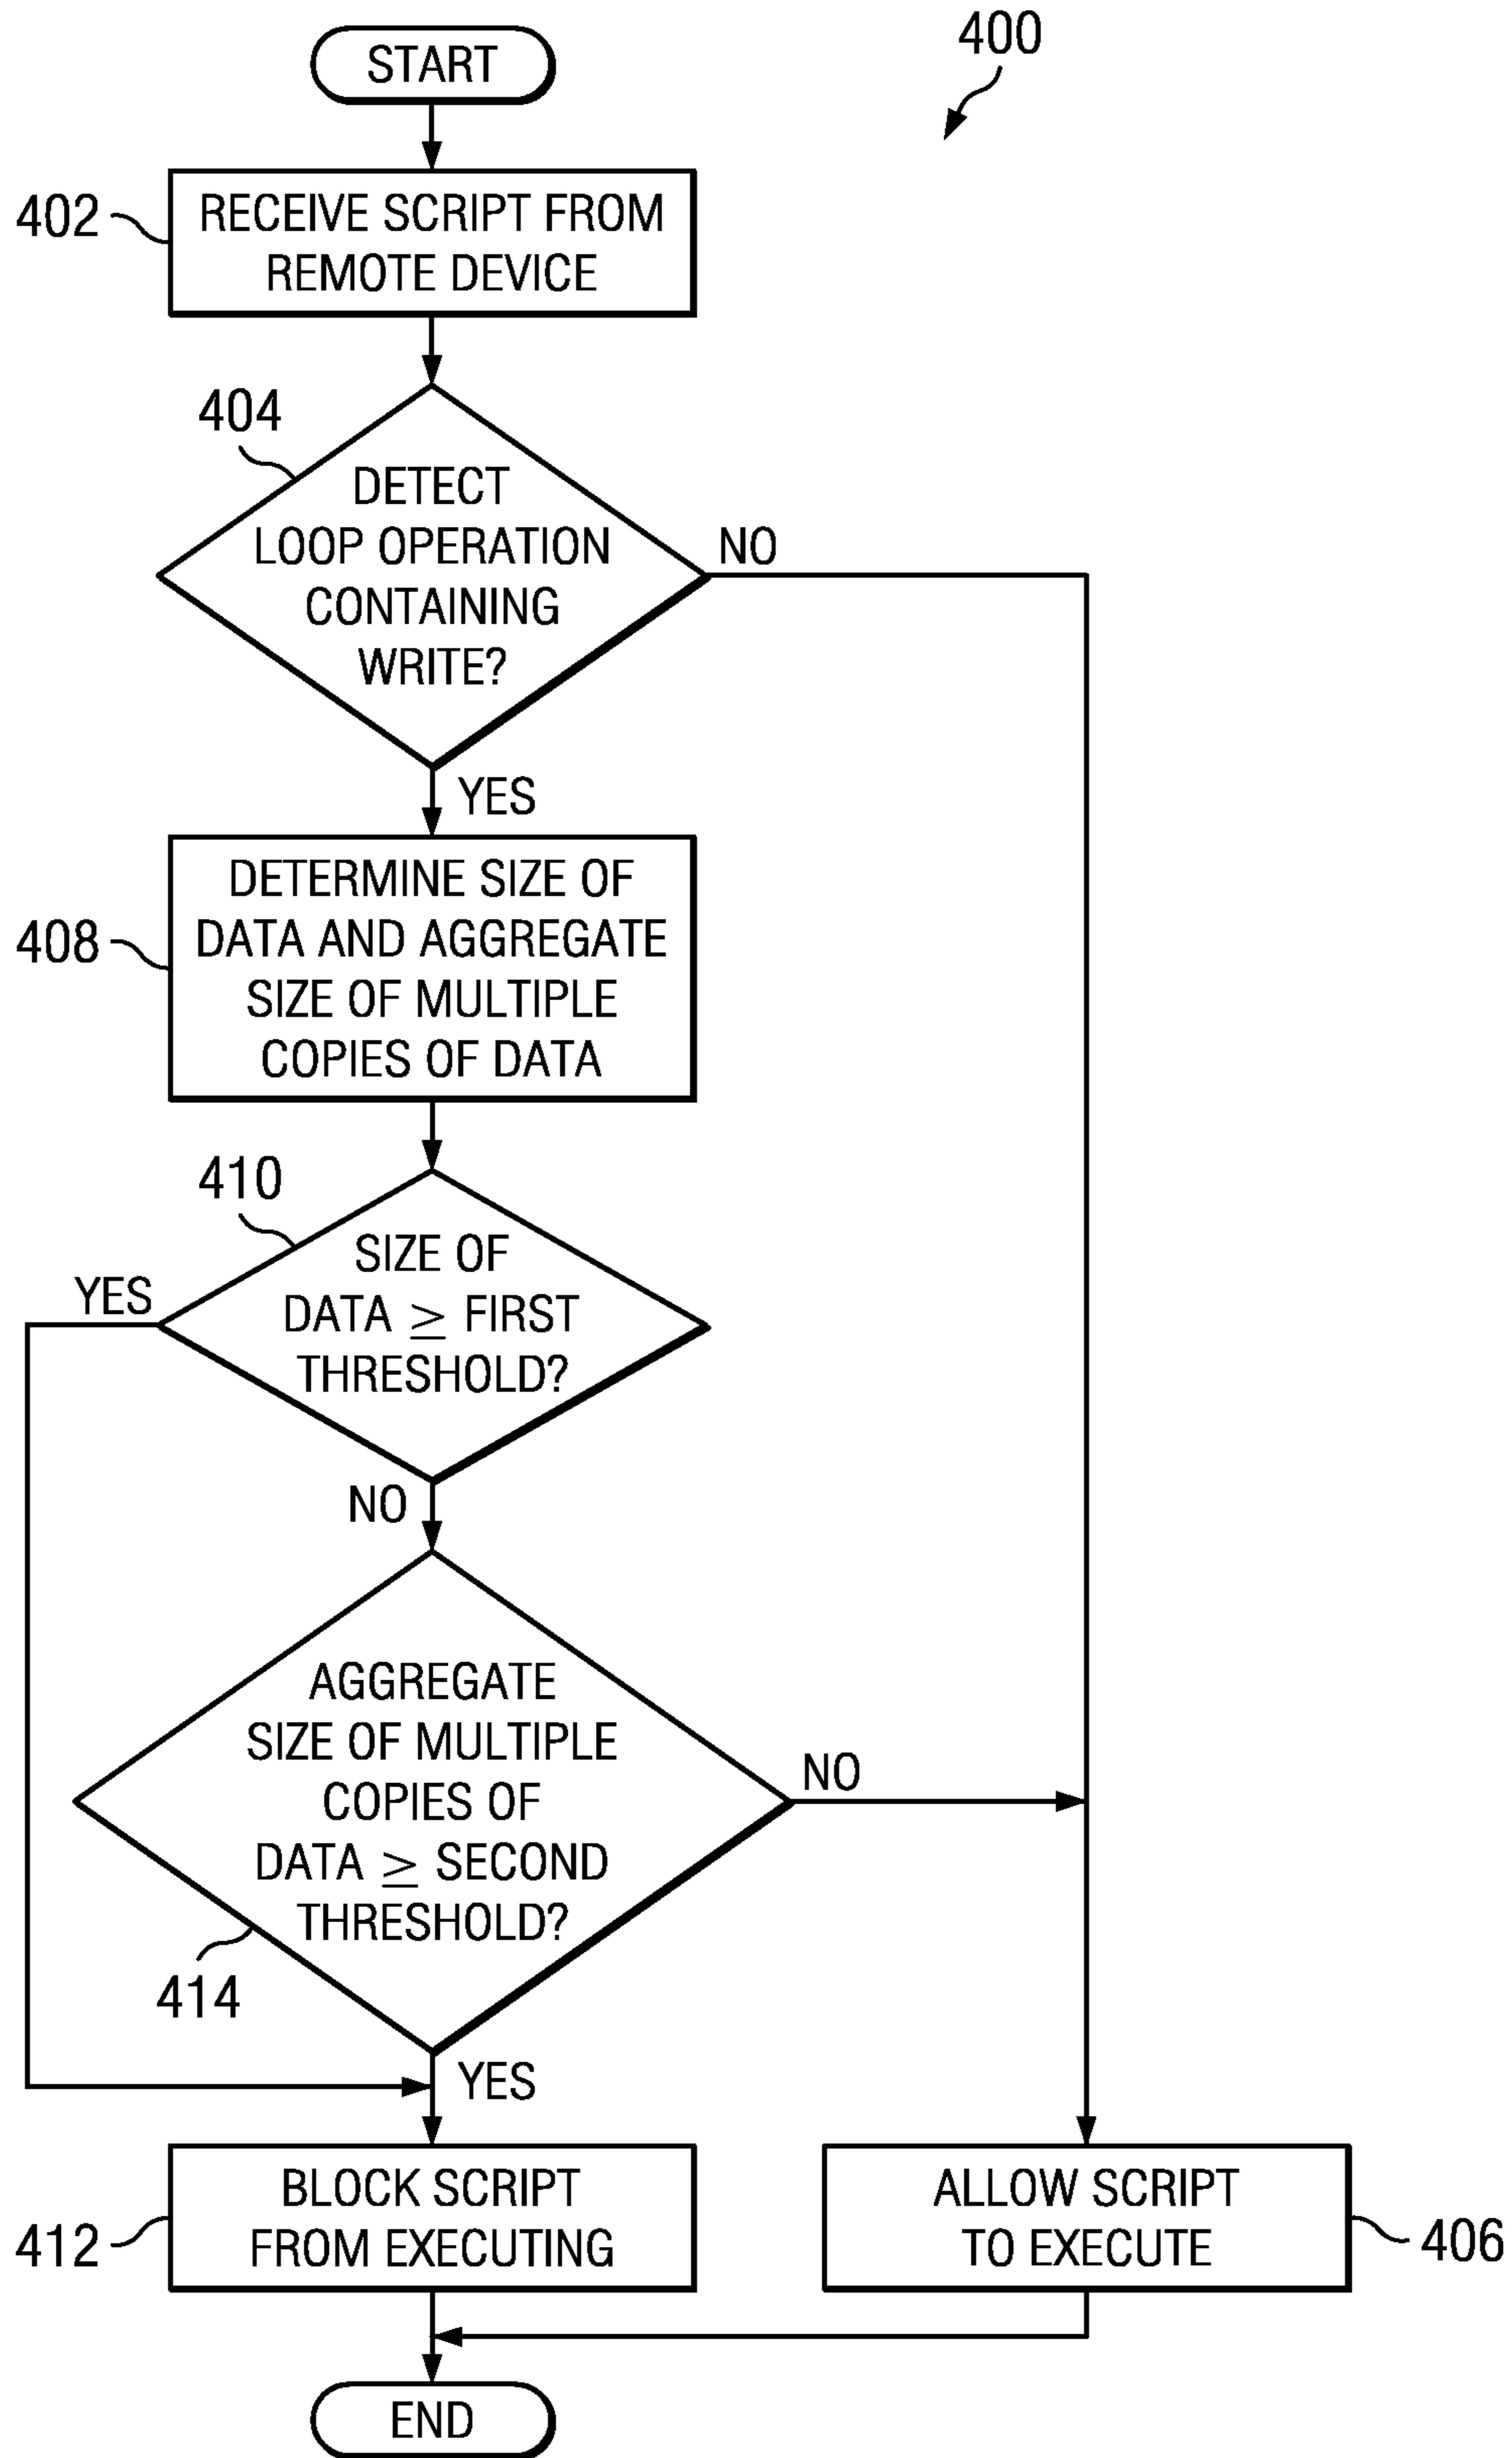 400
START
402
RECEIVE SCRIPT FROM
REMOTE DEVICE
404
DETECT
LOOP OPERATION
CONTAINING
WRITE?
NO
YES
408
DETERMINE SIZE OF
DATA AND AGGREGATE
SIZE OF MULTIPLE
COPIES OF DATA
410
SIZE OF
DATA ≥ FIRST
THRESHOLD?
YES
NO
AGGREGATE
SIZE OF MULTIPLE
COPIES OF
DATA ≥ SECOND
THRESHOLD?
NO
414
YES
412
BLOCK SCRIPT
FROM EXECUTING
ALLOW SCRIPT
TO EXECUTE
406
END